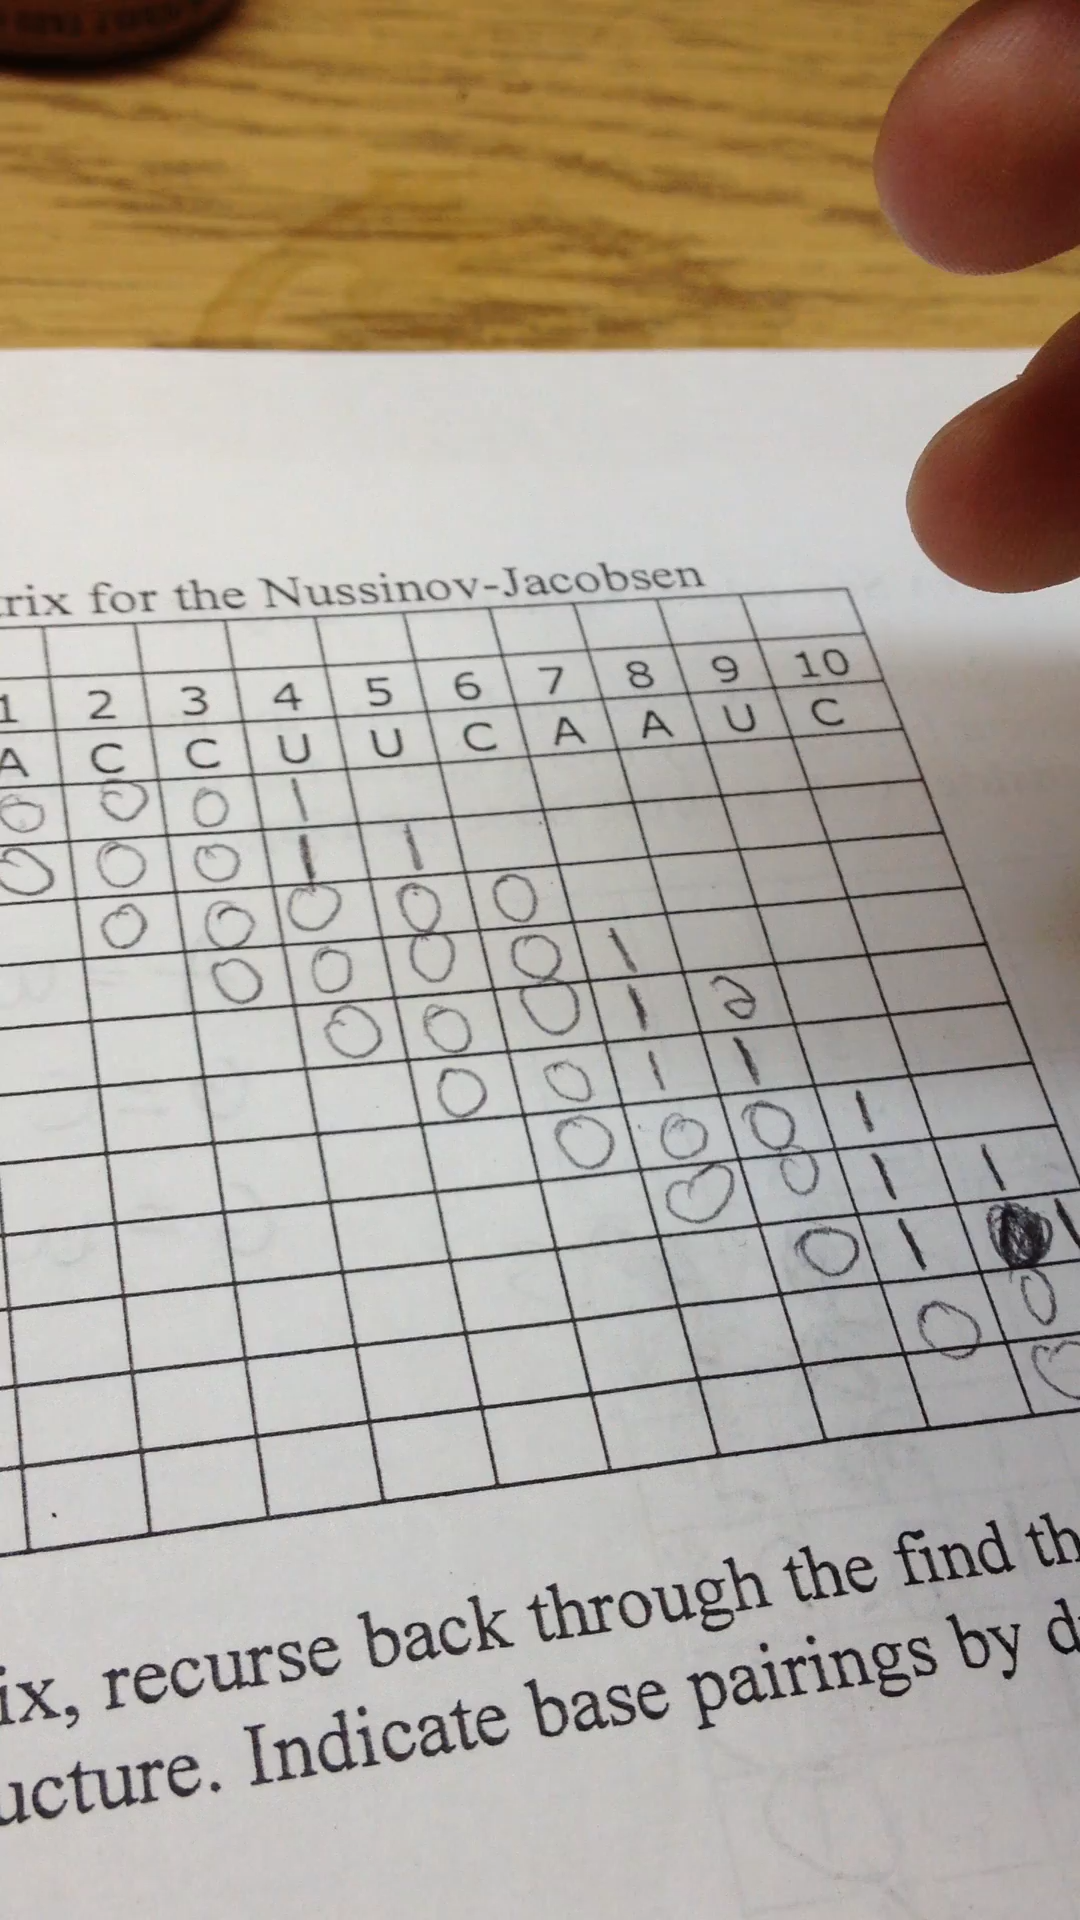 rix for the Nussinov-Jacobsen
1 2 3 4 5 6 7 8 9 10
A C C U U C A A U C
0 0 0 1
0 0 0 1 1
0 0 0 0 0
0 0 0 0 1
0 0 0 1 2
0 0 1 1
0 0 0 1
0 0 1 1
0 1 1
0 0
0
ix, recurse back through the find th
ucture. Indicate base pairings by d